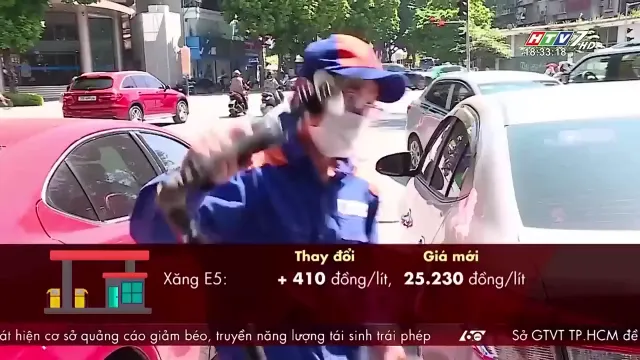 HTV7 HD
18:33:18
Thay đổi Giá mới
Xăng E5: + 410 đồng/lít, 25.230 đồng/lít
át hiện cơ sở quảng cáo giảm béo, truyền năng lượng tái sinh trái phép Sở GTVT TP.HCM đề